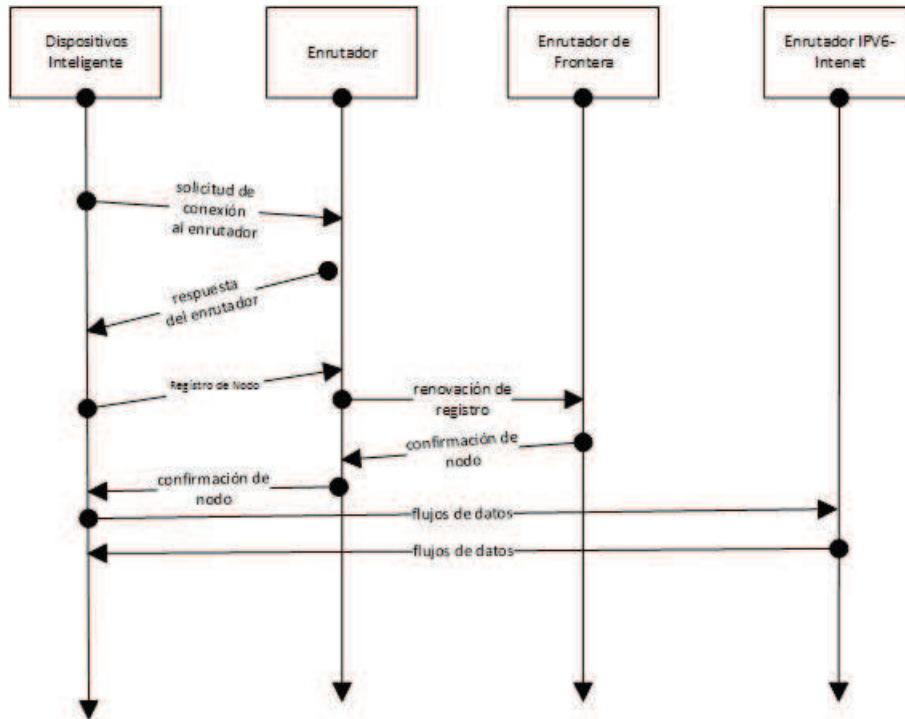 Dispositivos
Inteligente
Enrutador
Enrutador de
Frontera
Enrutador IPV6-
Intenet
solicitud de
conexión
al enrutador
respuesta
del enrutador
Registro de Nodo
renovación de
registro
confirmación de
nodo
confirmación de
nodo
flujos de datos
flujos de datos